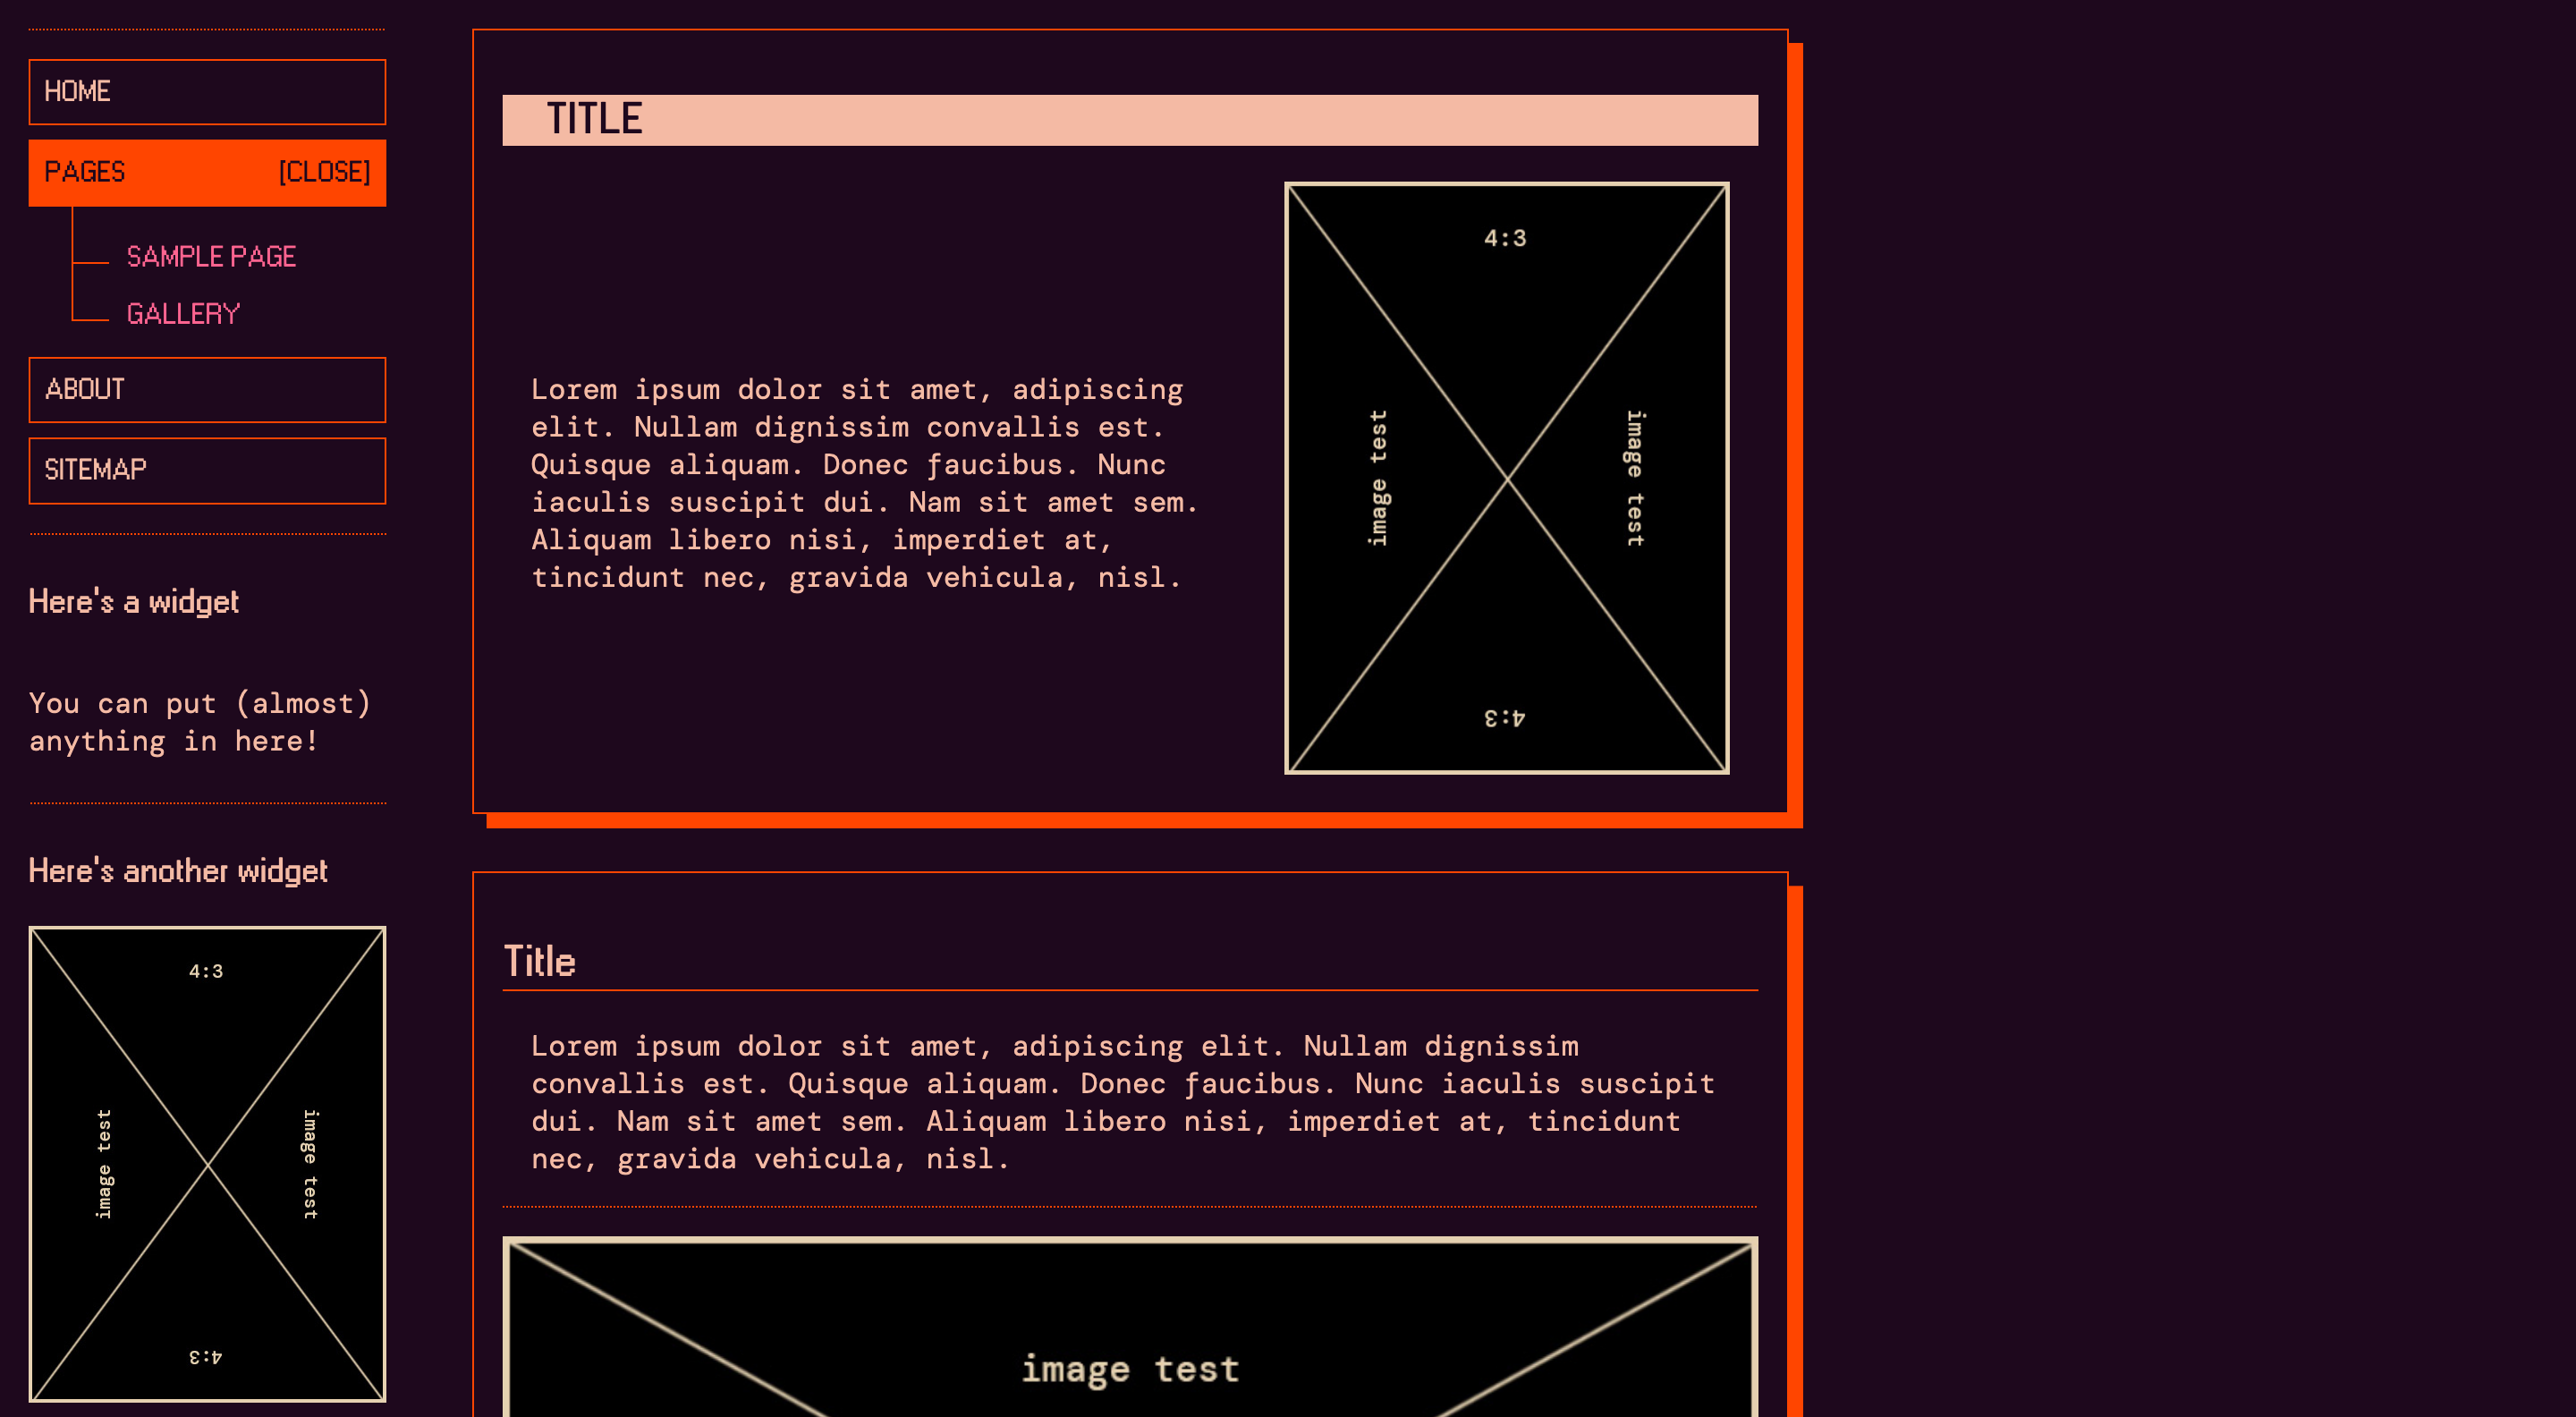 HOME
PAGES [CLOSE]
SAMPLE PAGE
GALLERY
ABOUT
SITEMAP
Here's a widget
You can put (almost)
anything in here!
Here's another widget
4:3
image test
image test
4:3
TITLE
Lorem ipsum dolor sit amet, adipiscing
elit. Nullam dignissim convallis est.
Quisque aliquam. Donec faucibus. Nunc
iaculis suscipit dui. Nam sit amet sem.
Aliquam libero nisi, imperdiet at,
tincidunt nec, gravida vehicula, nisl.
4:3
image test
image test
4:3
Title
Lorem ipsum dolor sit amet, adipiscing elit. Nullam dignissim
convallis est. Quisque aliquam. Donec faucibus. Nunc iaculis suscipit
dui. Nam sit amet sem. Aliquam libero nisi, imperdiet at, tincidunt
nec, gravida vehicula, nisl.
image test